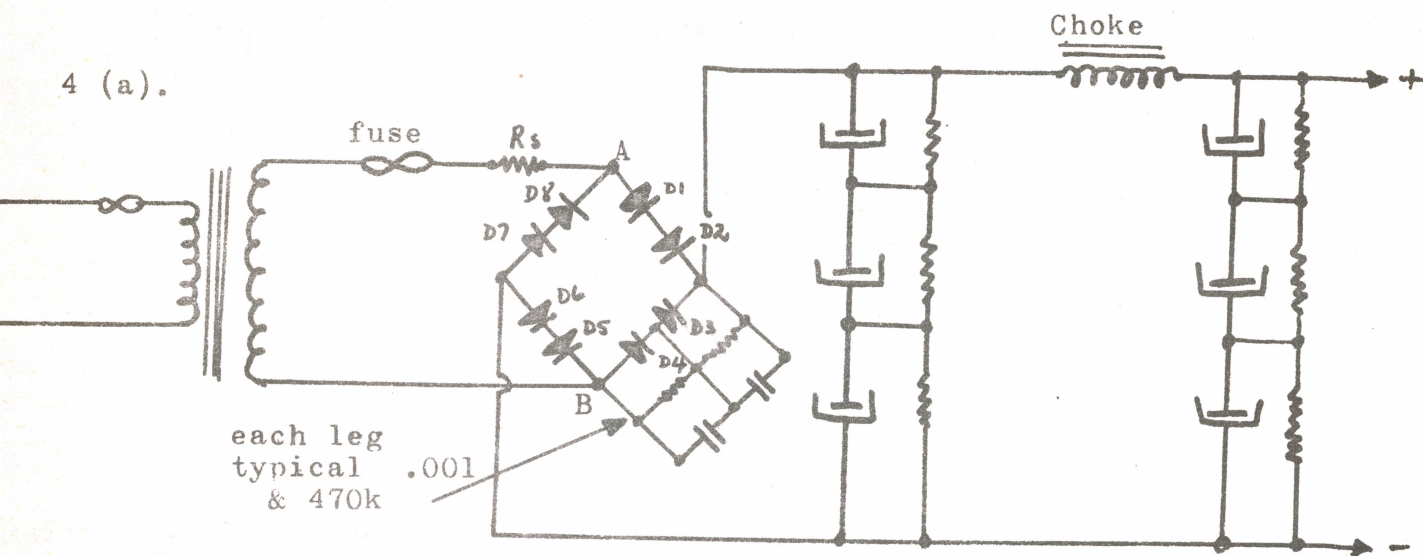 Choke
+
4 (a).
fuse
Rs
A
D8
D1
D7
D2
D6
D5
D3
D4
B
each leg
typical .001
& 470k
-